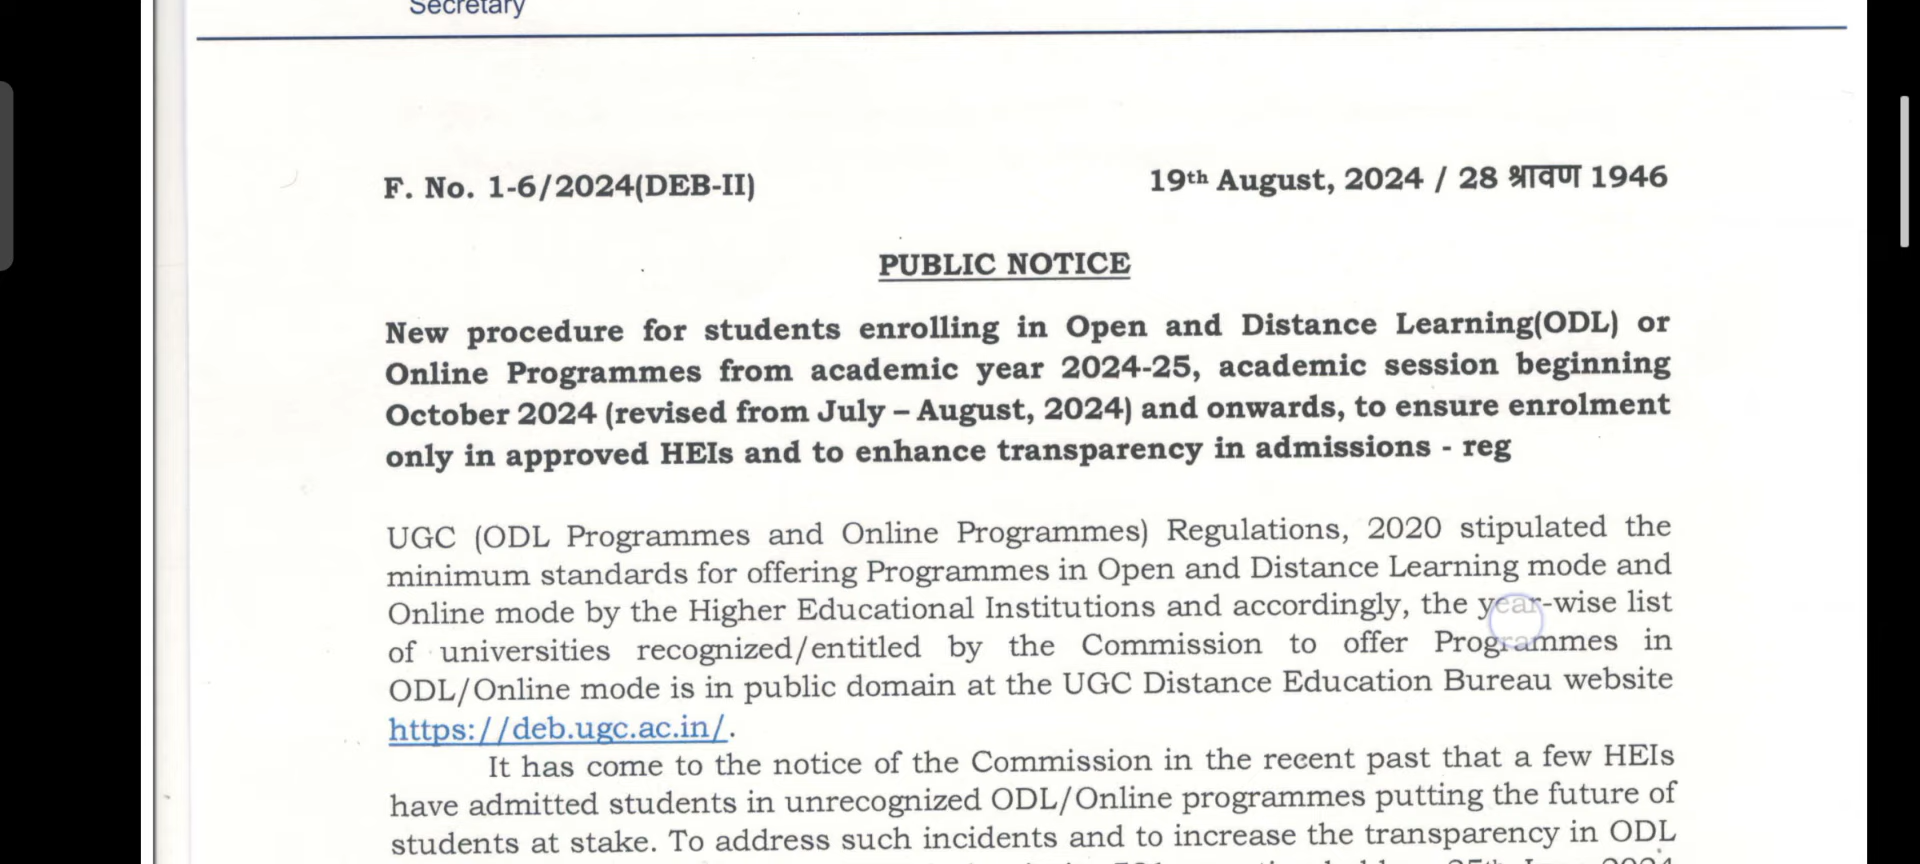 Secretary
F. No. 1-6/2024(DEB-II)
19th August, 2024 / 28 श्रावण 1946
PUBLIC NOTICE
New procedure for students enrolling in Open and Distance Learning(ODL) or
Online Programmes from academic year 2024-25, academic session beginning
October 2024 (revised from July – August, 2024) and onwards, to ensure enrolment
only in approved HEIs and to enhance transparency in admissions - reg
UGC (ODL Programmes and Online Programmes) Regulations, 2020 stipulated the
minimum standards for offering Programmes in Open and Distance Learning mode and
Online mode by the Higher Educational Institutions and accordingly, the year-wise list
of universities recognized/entitled by the Commission to offer Programmes in
ODL/Online mode is in public domain at the UGC Distance Education Bureau website
https://deb.ugc.ac.in/.
It has come to the notice of the Commission in the recent past that a few HEIs
have admitted students in unrecognized ODL/Online programmes putting the future of
students at stake. To address such incidents and to increase the transparency in ODL